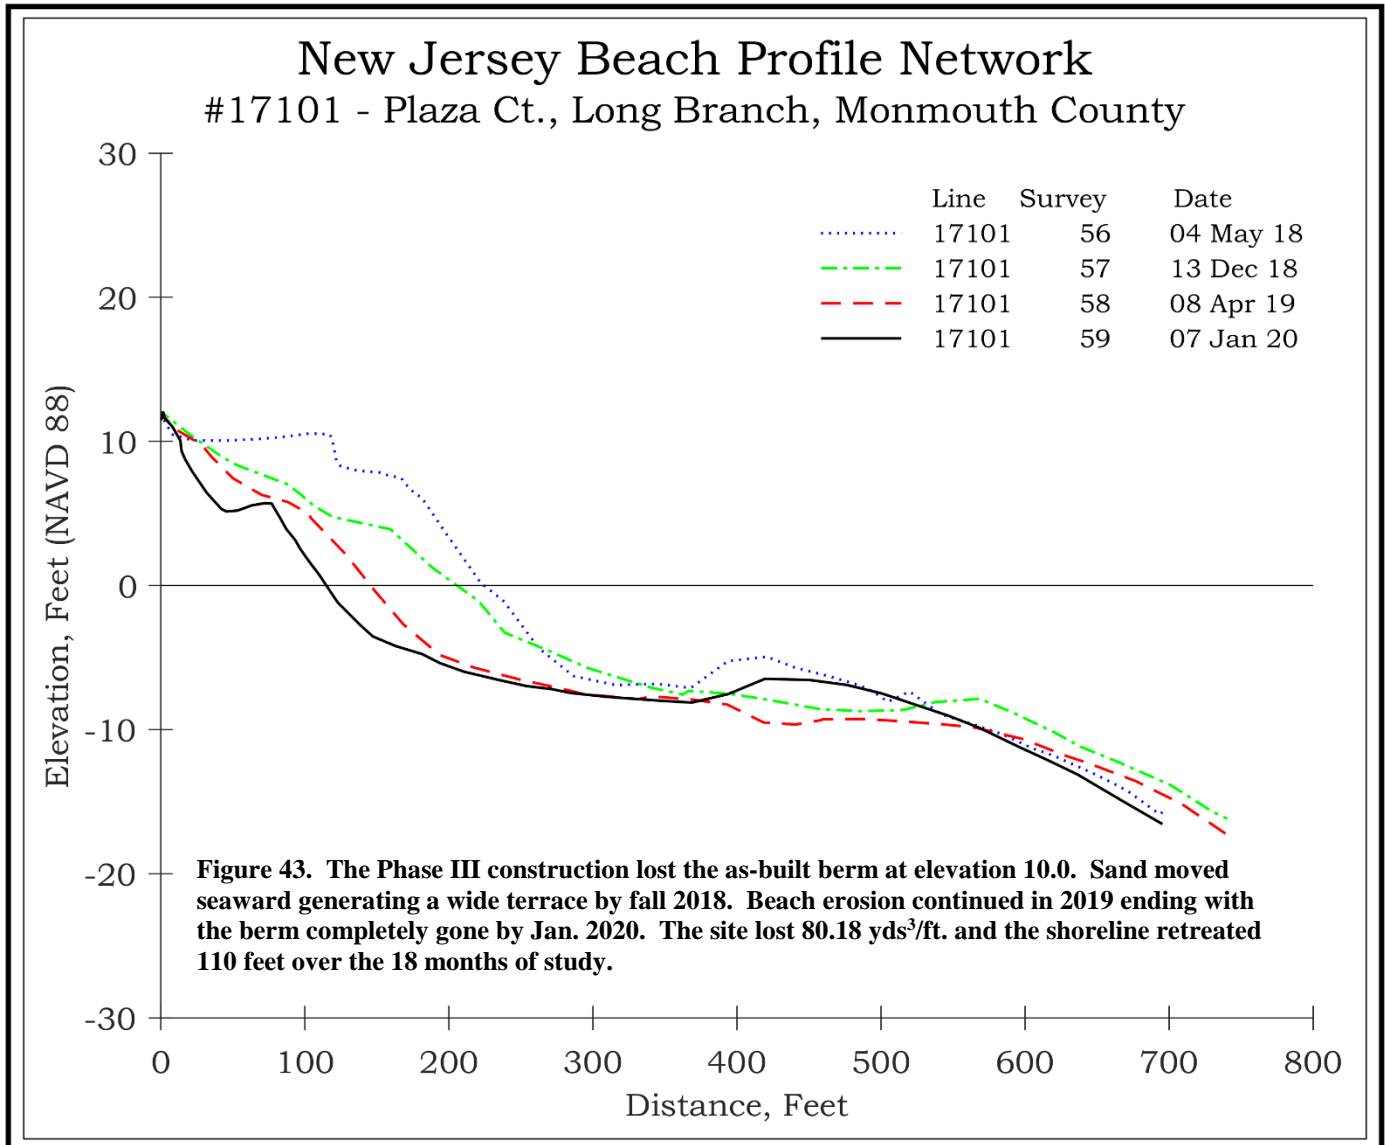 New Jersey Beach Profile Network
#17101 - Plaza Ct., Long Branch, Monmouth County
Line Survey Date
17101 56 04 May 18
17101 57 13 Dec 18
17101 58 08 Apr 19
17101 59 07 Jan 20
Elevation, Feet (NAVD 88)
30
20
10
0
-10
-20
-30
Figure 43. The Phase III construction lost the as-built berm at elevation 10.0. Sand moved
seaward generating a wide terrace by fall 2018. Beach erosion continued in 2019 ending with
the berm completely gone by Jan. 2020. The site lost 80.18 yds³/ft. and the shoreline retreated
110 feet over the 18 months of study.
0 100 200 300 400 500 600 700 800
Distance, Feet